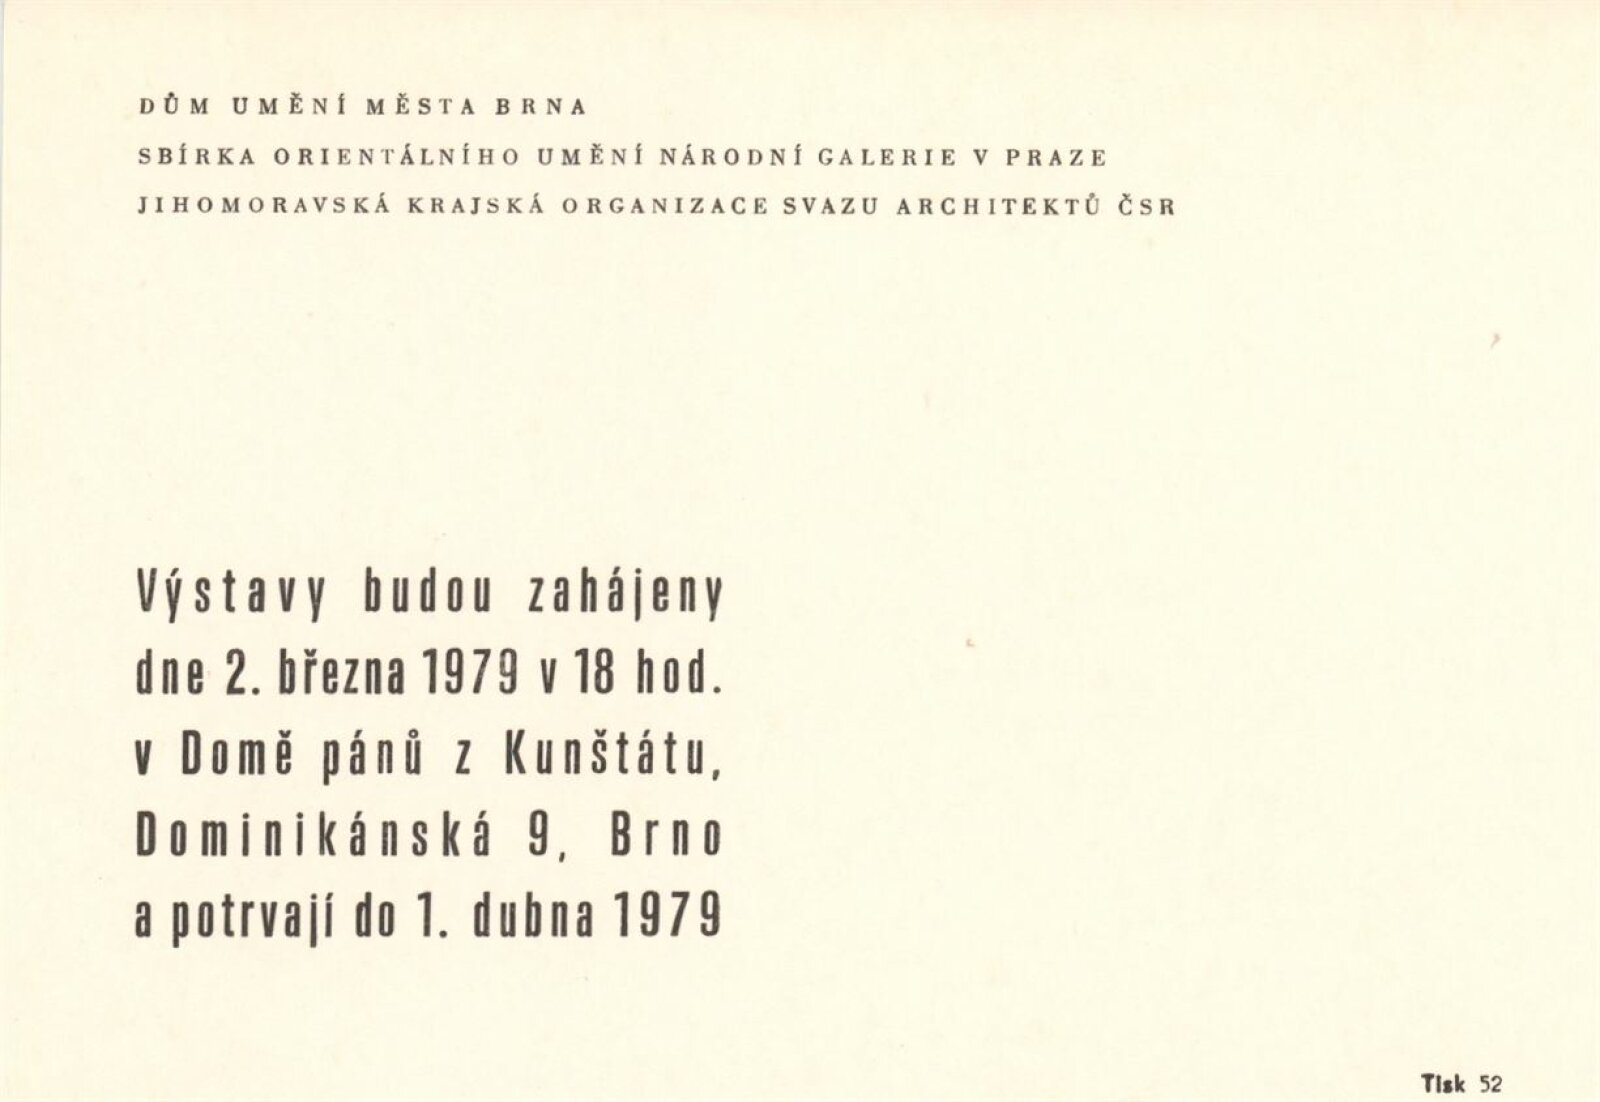 DŮM UMĚNÍ MĚSTA BRNA
SBÍRKA ORIENTÁLNÍHO UMĚNÍ NÁRODNÍ GALERIE V PRAZE
JIHOMORAVSKÁ KRAJSKÁ ORGANIZACE SVAZU ARCHITEKTŮ ČSR
Výstavy budou zahájeny
dne 2. března 1979 v 18 hod.
v Domě pánů z Kunštátu,
Dominikánská 9, Brno
a potrvají do 1. dubna 1979
Tisk 52